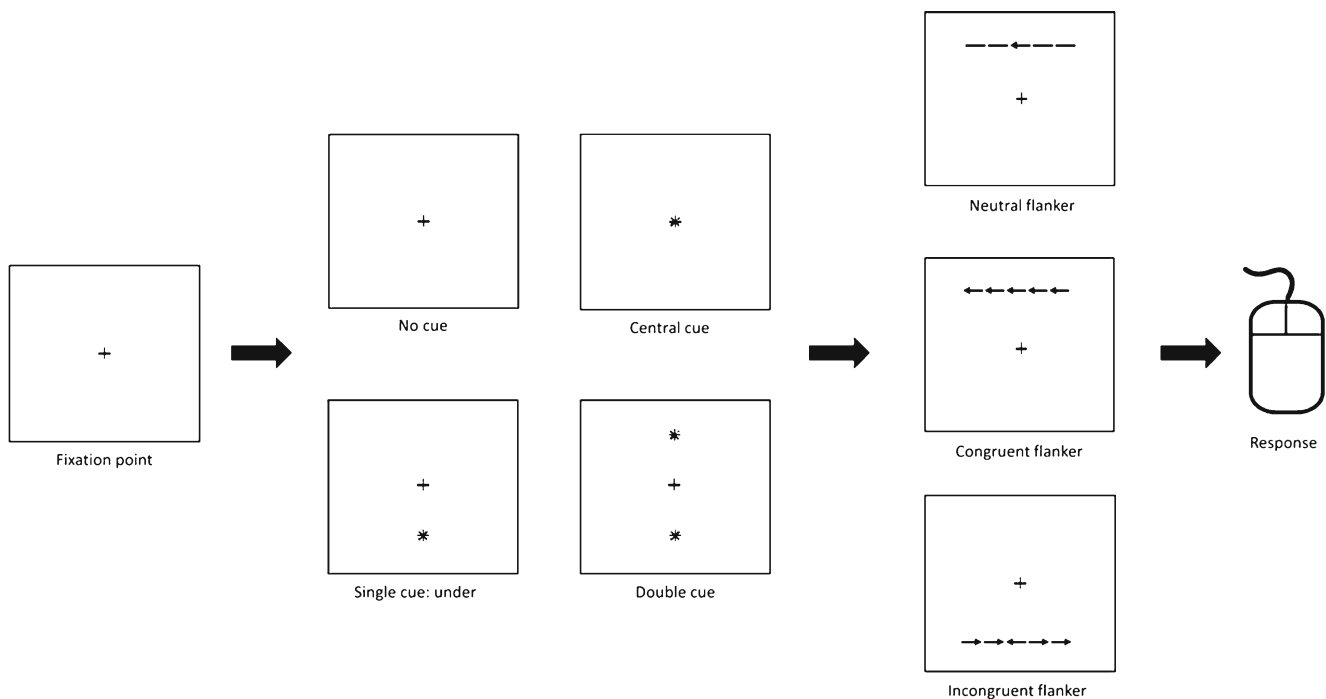 Fixation point
No cue
Central cue
Single cue: under
Double cue
Neutral flanker
Congruent flanker
Incongruent flanker
Response